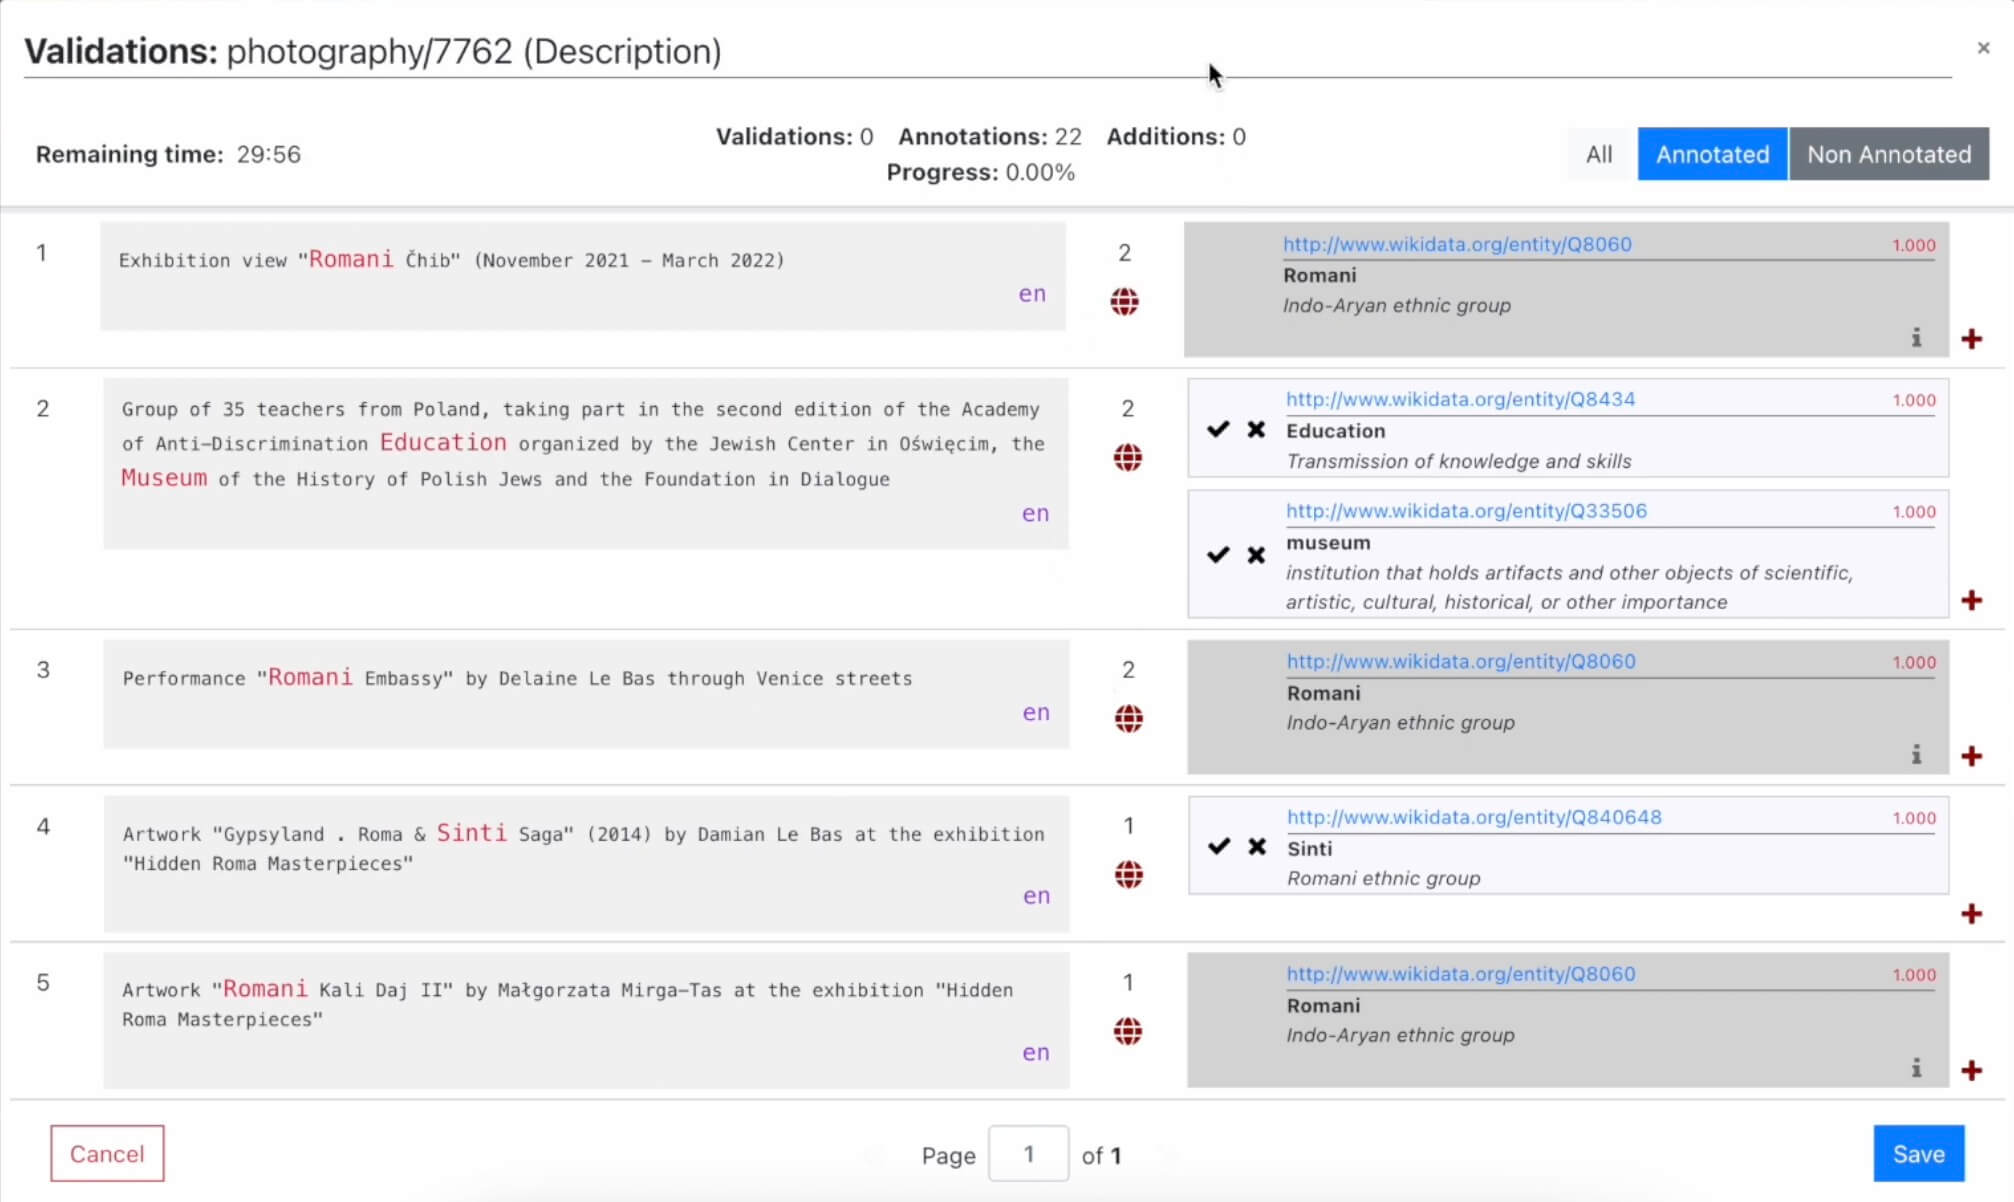 Validations: photography/7762 (Description)
×
Remaining time: 29:56
Validations: 0 Annotations: 22 Additions: 0
Progress: 0.00%
All Annotated Non Annotated
1
Exhibition view "Romani Čhib" (November 2021 – March 2022)
en
2
http://www.wikidata.org/entity/Q8060 1.000
Romani
Indo-Aryan ethnic group
i
+
2
Group of 35 teachers from Poland, taking part in the second edition of the Academy
of Anti–Discrimination Education organized by the Jewish Center in Oświęcim, the
Museum of the History of Polish Jews and the Foundation in Dialogue
en
2
http://www.wikidata.org/entity/Q8434 1.000
Education
Transmission of knowledge and skills
http://www.wikidata.org/entity/Q33506 1.000
museum
institution that holds artifacts and other objects of scientific,
artistic, cultural, historical, or other importance
+
3
Performance "Romani Embassy" by Delaine Le Bas through Venice streets
en
2
http://www.wikidata.org/entity/Q8060 1.000
Romani
Indo-Aryan ethnic group
i
+
4
Artwork "Gypsyland . Roma & Sinti Saga" (2014) by Damian Le Bas at the exhibition
"Hidden Roma Masterpieces"
en
1
http://www.wikidata.org/entity/Q840648 1.000
Sinti
Romani ethnic group
+
5
Artwork "Romani Kali Daj II" by Małgorzata Mirga–Tas at the exhibition "Hidden
Roma Masterpieces"
en
1
http://www.wikidata.org/entity/Q8060 1.000
Romani
Indo-Aryan ethnic group
i
+
Cancel
Page 1 of 1
Save